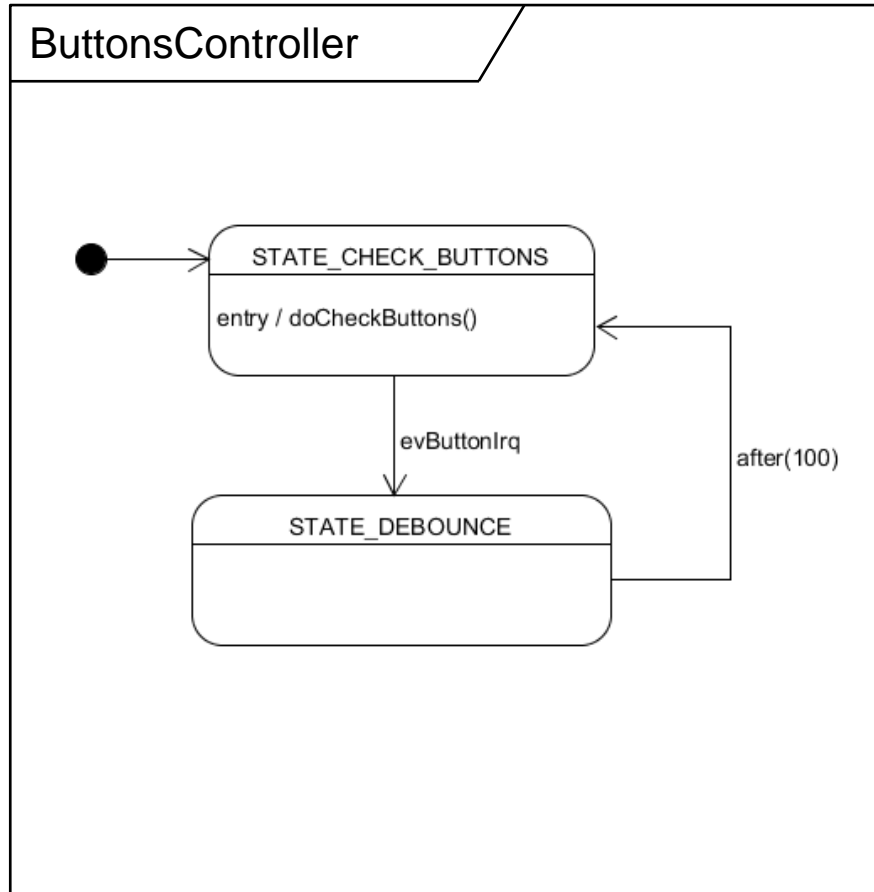 ButtonsController
STATE_CHECK_BUTTONS
entry / doCheckButtons()
evButtonIrq
after(100)
STATE_DEBOUNCE